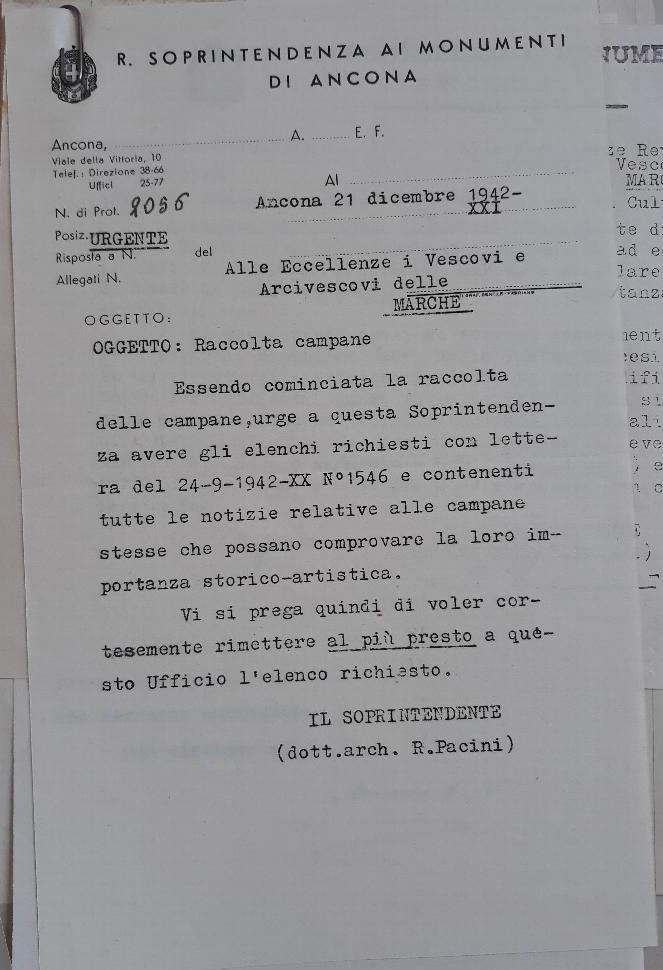 R. SOPRINTENDENZA AI MONUMENTI
DI ANCONA
Ancona, A. E. F.
Viale della Vittoria, 10
Telef.: Direzione 38-66
Uffici 25-77
Al
Ancona 21 dicembre 1942-
XXI
N. di Prot.
Posiz. URGENTE
Risposta a N. del
Allegati N.
Alle Eccellenze i Vescovi e
Arcivescovi delle
MARCHE
OGGETTO:
OGGETTO: Raccolta campane
Essendo cominciata la raccolta
delle campane,urge a questa Soprintenden-
za avere gli elenchi richiesti con lette-
ra del 24-9-1942-XX N°1546 e contenenti
tutte le notizie relative alle campane
stesse che possano comprovare la loro im-
portanza storico-artistica.
Vi si prega quindi di voler cor-
tesemente rimettere al più presto a que-
sto Ufficio l'elenco richiesto.
IL SOPRINTENDENTE
(dott.arch. R.Pacini)